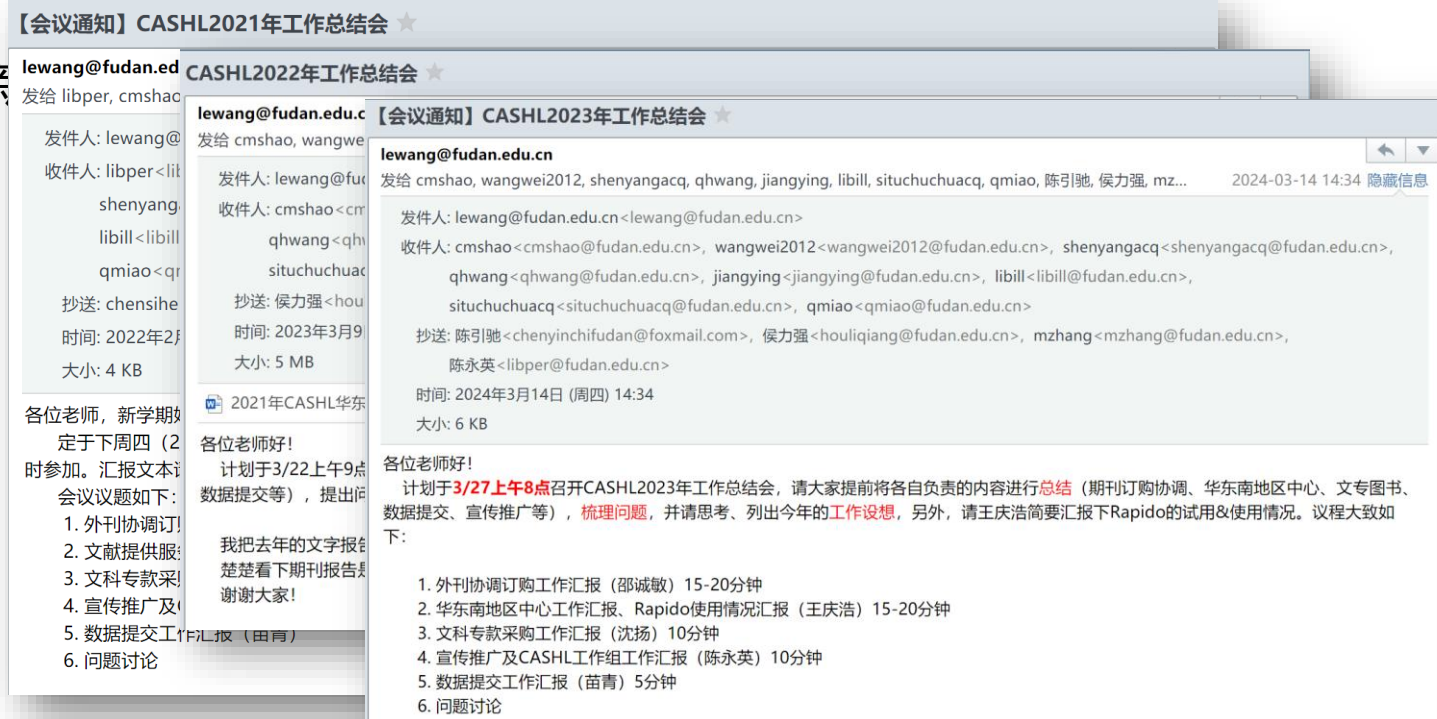 【会议通知】CASHL2021年工作总结会
lewang@fudan.ed
发给 libper, cmshao
发件人: lewang@
收件人: libper<lib
shenyang
libill<libill
qmiao<qr
抄送: chensihe
时间: 2022年2月
大小: 4 KB
各位老师，新学期
定于下周四（2
时参加。汇报文本
会议议题如下：
1. 外刊协调订
2. 文献提供服
3. 文科专款采
4. 宣传推广及
5. 数据提交工作汇报（苗青）
6. 问题讨论
CASHL2022年工作总结会
lewang@fudan.edu.c
发给 cmshao, wangwe
发件人: lewang@fud
收件人: cmshao<cm
qhwang<qh
situchuchuac
抄送: 侯力强<hou
时间: 2023年3月9
大小: 5 MB
2021年CASHL华东
各位老师好！
计划于3/22上午9点
数据提交等），提出问
我把去年的文字报告
楚楚看下期刊报告是
谢谢大家！
【会议通知】CASHL2023年工作总结会
lewang@fudan.edu.cn
发给 cmshao, wangwei2012, shenyangacq, qhwang, jiangying, libill, situchuchuacq, qmiao, 陈引驰, 侯力强, mz... 2024-03-14 14:34 隐藏信息
发件人: lewang@fudan.edu.cn<lewang@fudan.edu.cn>
收件人: cmshao<cmshao@fudan.edu.cn>, wangwei2012<wangwei2012@fudan.edu.cn>, shenyangacq<shenyangacq@fudan.edu.cn>,
qhwang<qhwang@fudan.edu.cn>, jiangying<jiangying@fudan.edu.cn>, libill<libill@fudan.edu.cn>,
situchuchuacq<situchuchuacq@fudan.edu.cn>, qmiao<qmiao@fudan.edu.cn>
抄送: 陈引驰<chenyinchifudan@foxmail.com>, 侯力强<houliqiang@fudan.edu.cn>, mzhang<mzhang@fudan.edu.cn>,
陈永英<libper@fudan.edu.cn>
时间: 2024年3月14日 (周四) 14:34
大小: 6 KB
各位老师好！
计划于3/27上午8点召开CASHL2023年工作总结会，请大家提前将各自负责的内容进行总结（期刊订购协调、华东南地区中心、文专图书、
数据提交、宣传推广等），梳理问题，并请思考、列出今年的工作设想，另外，请王庆浩简要汇报下Rapido的试用&使用情况。议程大致如
下：
1. 外刊协调订购工作汇报（邵诚敏）15-20分钟
2. 华东南地区中心工作汇报、Rapido使用情况汇报（王庆浩）15-20分钟
3. 文科专款采购工作汇报（沈扬）10分钟
4. 宣传推广及CASHL工作组工作汇报（陈永英）10分钟
5. 数据提交工作汇报（苗青）5分钟
6. 问题讨论